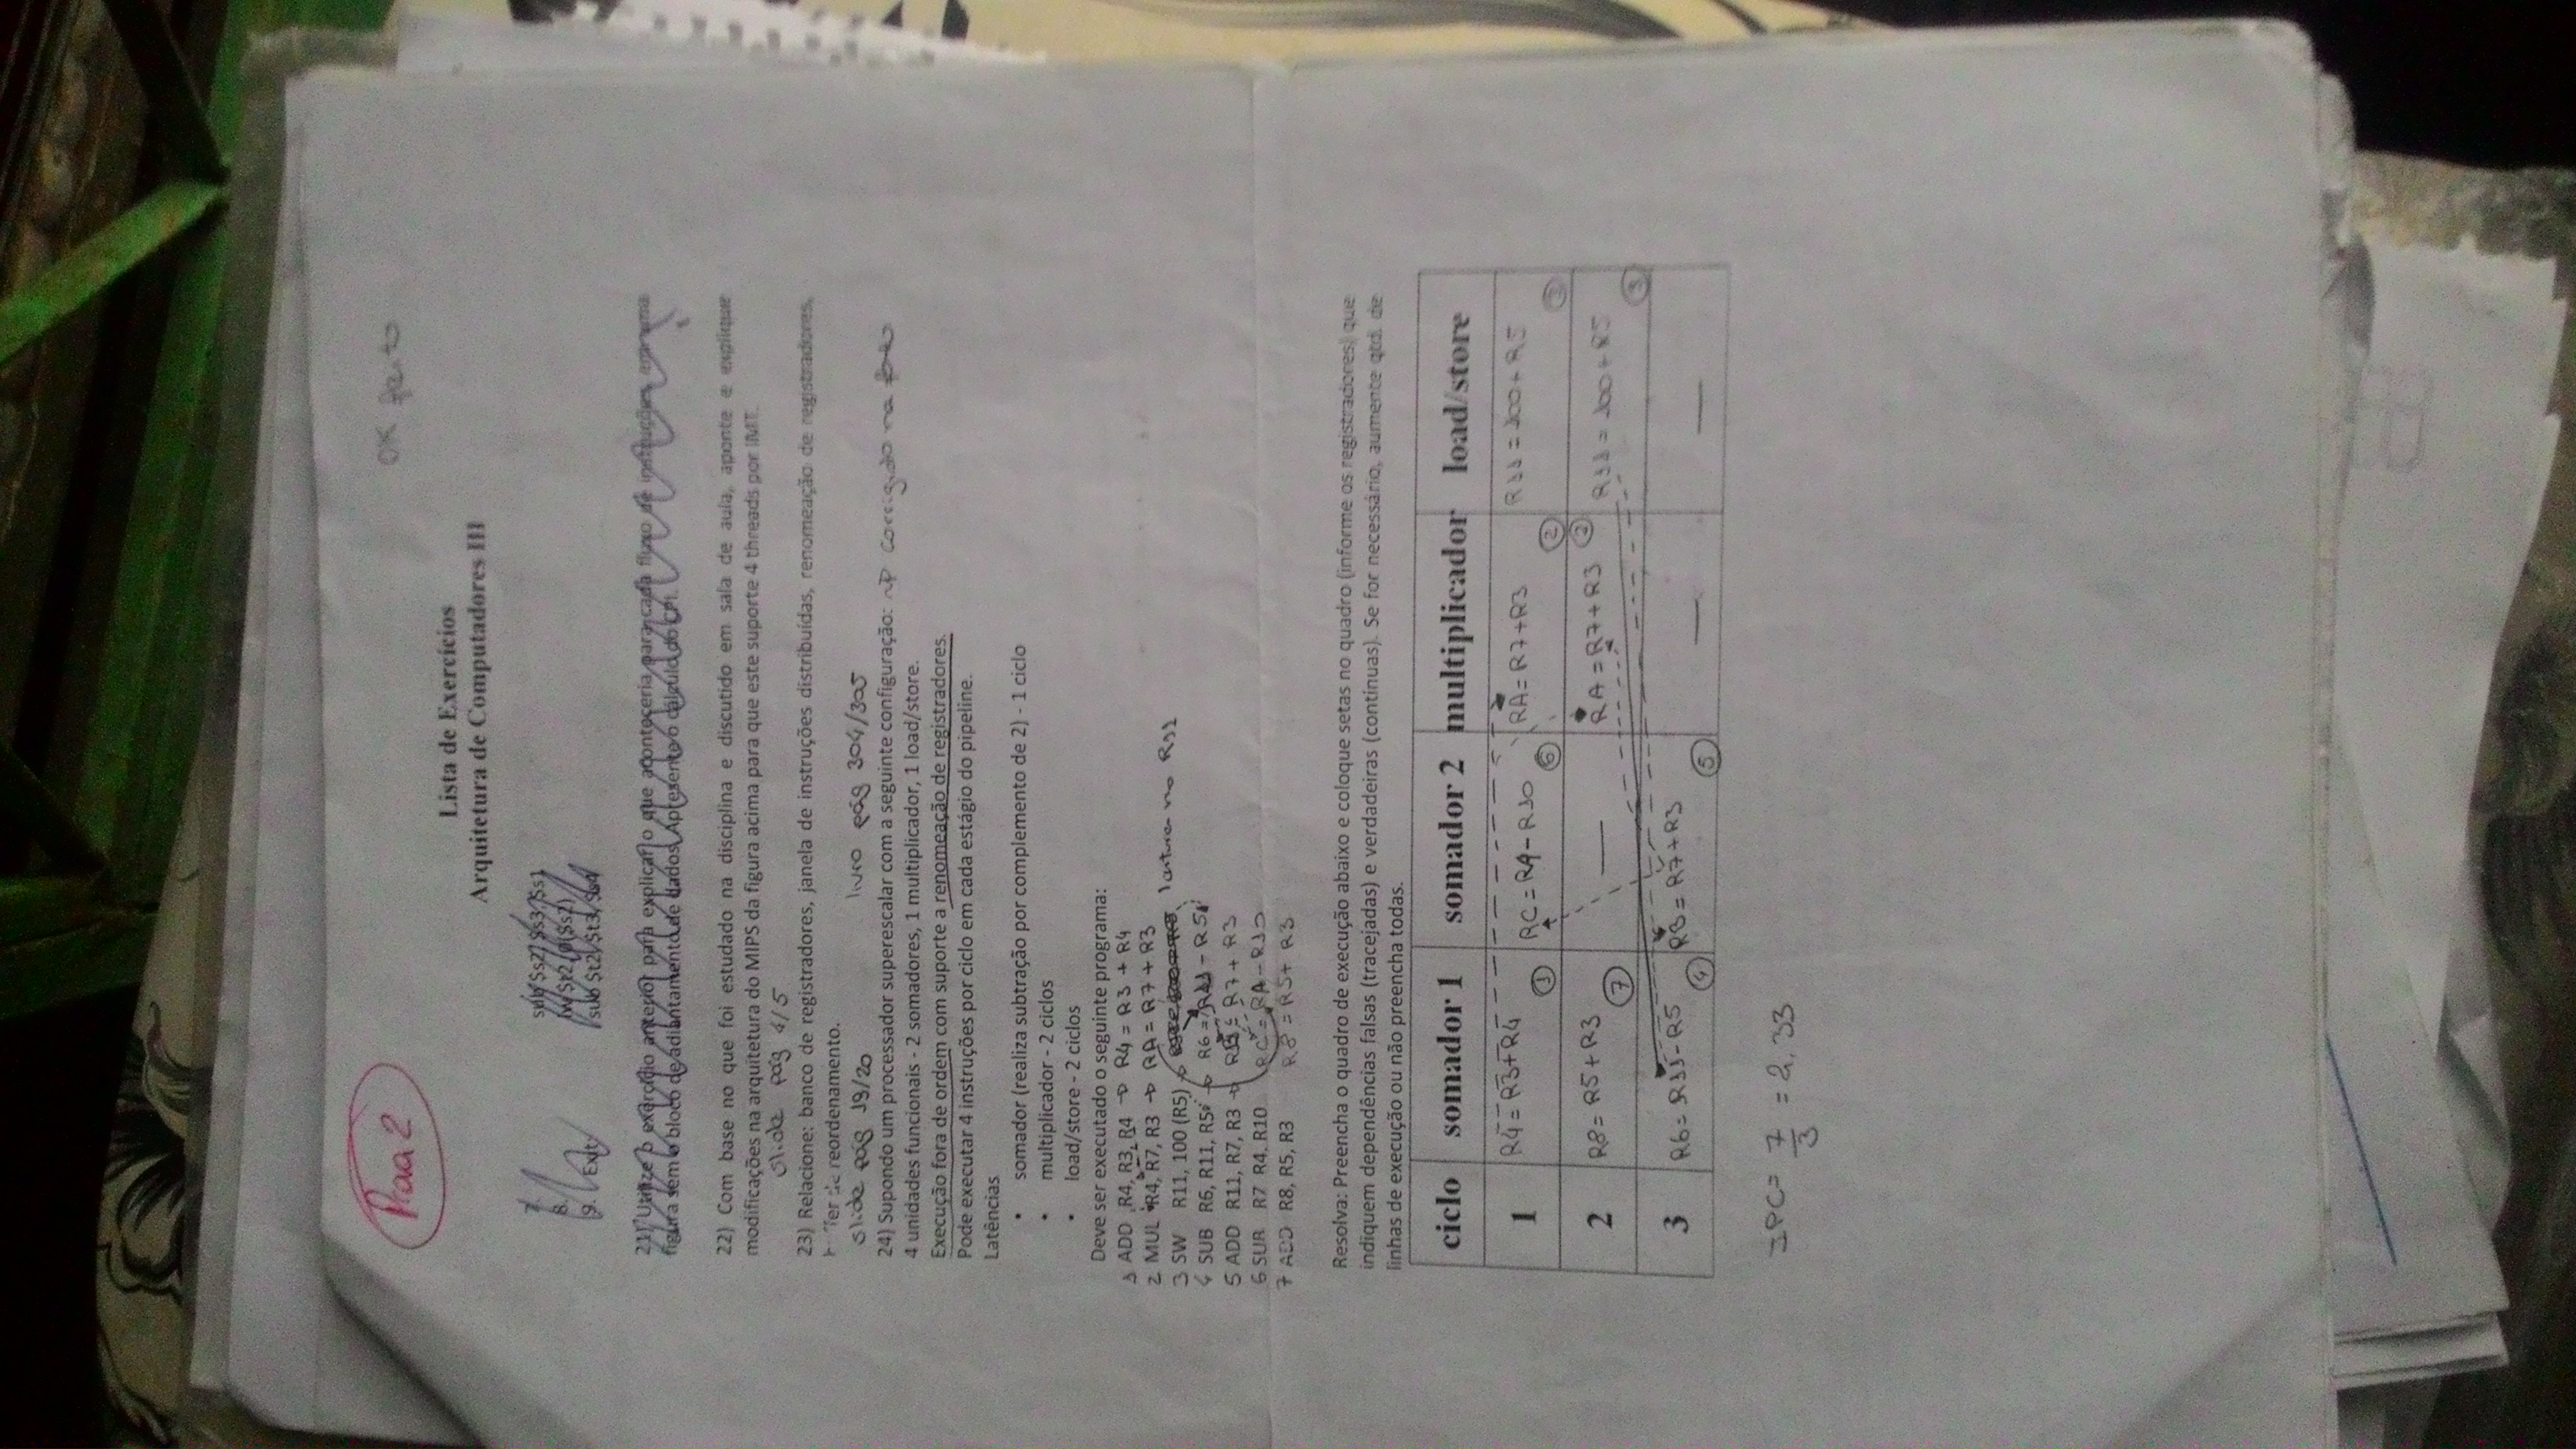 Prova 2
OK feito
Lista de Exercícios
Arquitetura de Computadores III
7. sub $s2, $s3, $s1
8. lw $t2, 0($s2)
9. Exit: sub $t2, $t3, $s4
21) Utilize o exercício anterior para explicar o que aconteceria para cada fluxo de instruções, em uma
figura sem o bloco de adiantamento de dados. Apresente o cálculo do CPI.
22) Com base no que foi estudado na disciplina e discutido em sala de aula, aponte e explique
modificações na arquitetura do MIPS da figura acima para que este suporte 4 threads por IMT.
slide pág 4/5
23) Relacione: banco de registradores, janela de instruções distribuídas, renomeação de registradores,
de reordenamento.
slide pág 19/20 livro pág 304/305
24) Supondo um processador superescalar com a seguinte configuração: corrigido na
4 unidades funcionais - 2 somadores, 1 multiplicador, 1 load/store.
Execução fora de ordem com suporte a renomeação de registradores.
Pode executar 4 instruções por ciclo em cada estágio do pipeline.
Latências
• somador (realiza subtração por complemento de 2) - 1 ciclo
• multiplicador - 2 ciclos
• load/store - 2 ciclos
Deve ser executado o seguinte programa:
1 ADD R4, R3, R4 → R4 = R3 + R4
2 MUL R4, R7, R3 → RA = R7 + R3
3 SW R11, 100 (R5) → leitura no R11
4 SUB R6, R11, R5 → R6 = R11 - R5
5 ADD R11, R7, R3 → RB = R7 + R3
6 SUB R7 R4, R10 RC = RA - R10
7 ADD R8, R5, R3 R8 = R5 + R3
Resolva: Preencha o quadro de execução abaixo e coloque setas no quadro (informe os registradores) que
indiquem dependências falsas (tracejadas) e verdadeiras (contínuas). Se for necessário, aumente qtd. de
linhas de execução ou não preencha todas.
ciclo somador 1 somador 2 multiplicador load/store
1 R4 = R3 + R4 ① RC = RA - R10 ⑥ RA = R7 + R3 ② R11 = 100 + R5 ③
2 R8 = R5 + R3 ⑦ — RA = R7 + R3 ② R11 = 100 + R5 ③
3 R6 = R11 - R5 ④ RB = R7 + R3 ⑤ — —
IPC = 7/3 = 2,33